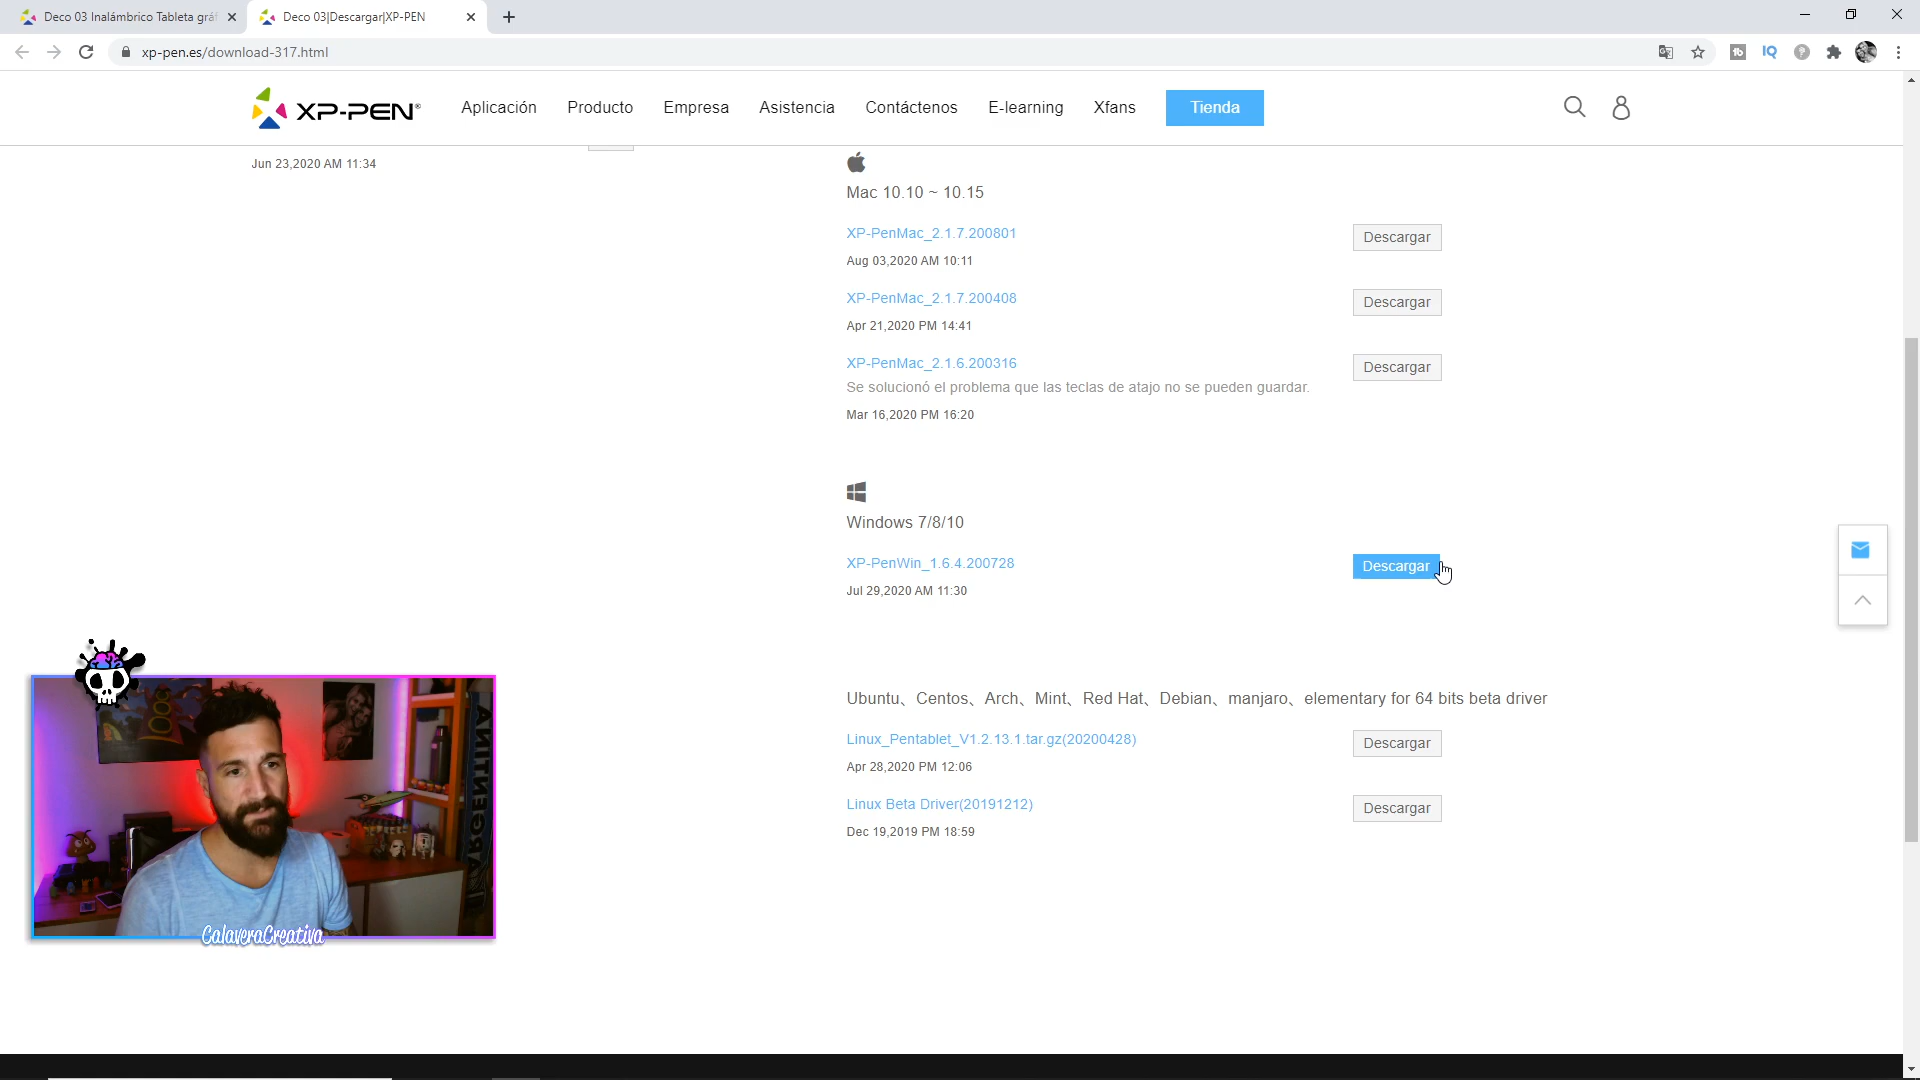 Deco 03 Inalámbrico Tableta gráf
Deco 03|Descargar|XP-PEN
xp-pen.es/download-317.html
IQ
XP-PEN®
Aplicación
Producto
Empresa
Asistencia
Contáctenos
E-learning
Xfans
Tienda
Jun 23,2020 AM 11:34
Mac 10.10 ~ 10.15
XP-PenMac_2.1.7.200801
Descargar
Aug 03,2020 AM 10:11
XP-PenMac_2.1.7.200408
Descargar
Apr 21,2020 PM 14:41
XP-PenMac_2.1.6.200316
Descargar
Se solucionó el problema que las teclas de atajo no se pueden guardar.
Mar 16,2020 PM 16:20
Windows 7/8/10
XP-PenWin_1.6.4.200728
Descargar
Jul 29,2020 AM 11:30
Ubuntu、Centos、Arch、Mint、Red Hat、Debian、manjaro、elementary for 64 bits beta driver
Linux_Pentablet_V1.2.13.1.tar.gz(20200428)
Descargar
Apr 28,2020 PM 12:06
Linux Beta Driver(20191212)
Descargar
Dec 19,2019 PM 18:59
CalaveraCreativa